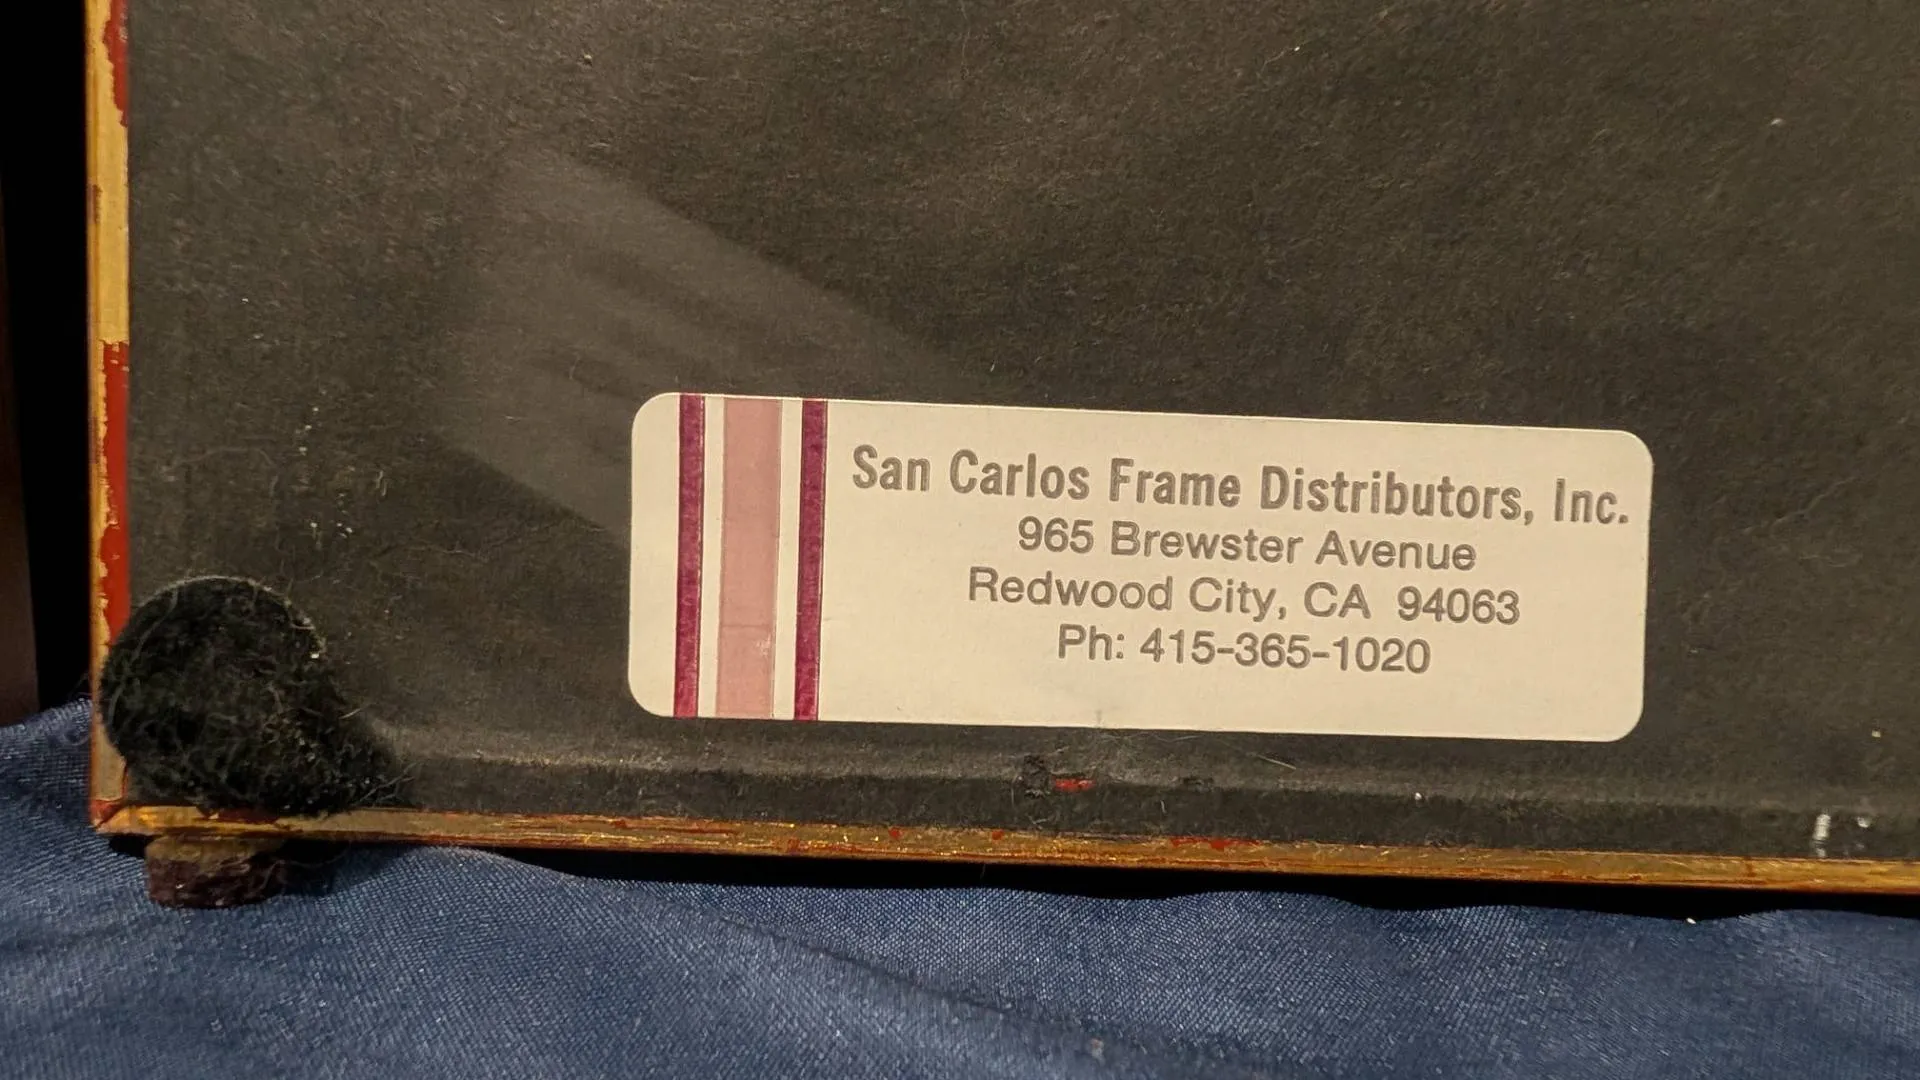 San Carlos Frame Distributors, Inc.
965 Brewster Avenue
Redwood City, CA 94063
Ph: 415-365-1020